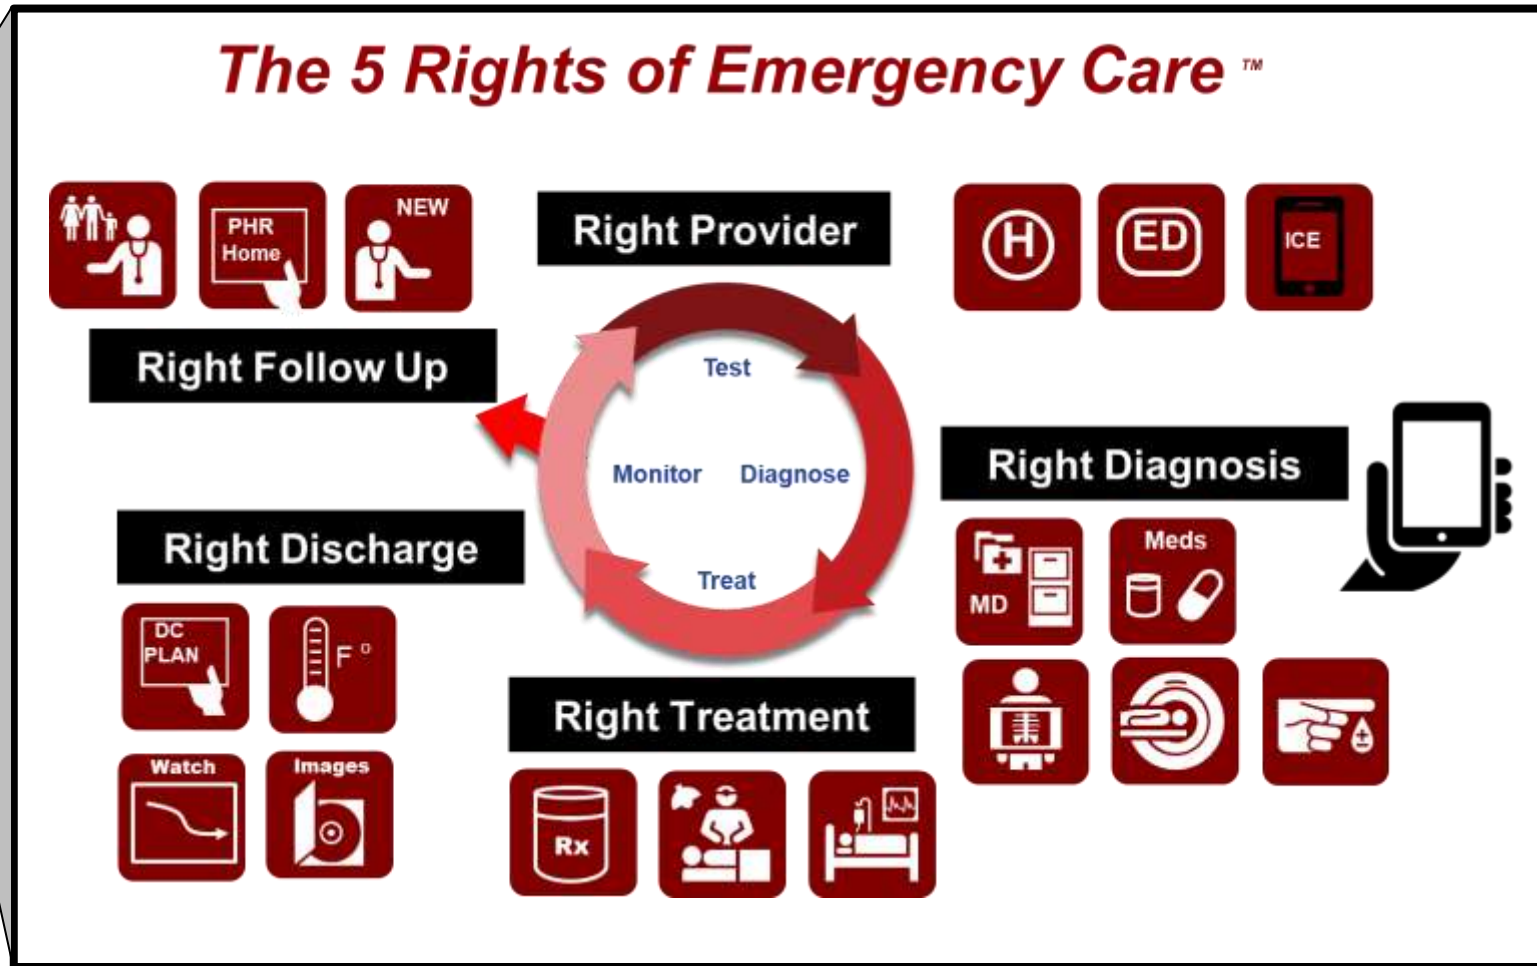 The 5 Rights of Emergency Care ™
PHR
Home
NEW
Right Provider
H
ED
ICE
Right Follow Up
Test
Monitor
Diagnose
Treat
Right Diagnosis
MD
Meds
Right Discharge
DC
PLAN
F °
Watch
Images
Right Treatment
Rx